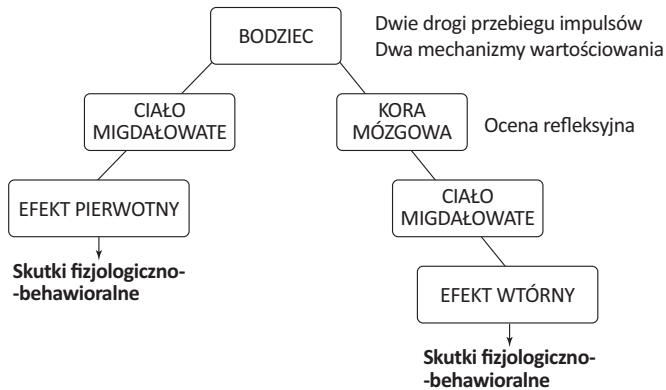 BODZIEC
Dwie drogi przebiegu impulsów
Dwa mechanizmy wartościowania
CIAŁO
MIGDAŁOWATE
KORA
MÓZGOWA
Ocena refleksyjna
EFEKT PIERWOTNY
CIAŁO
MIGDAŁOWATE
Skutki fizjologiczno-
-behawioralne
EFEKT WTÓRNY
Skutki fizjologiczno-
-behawioralne